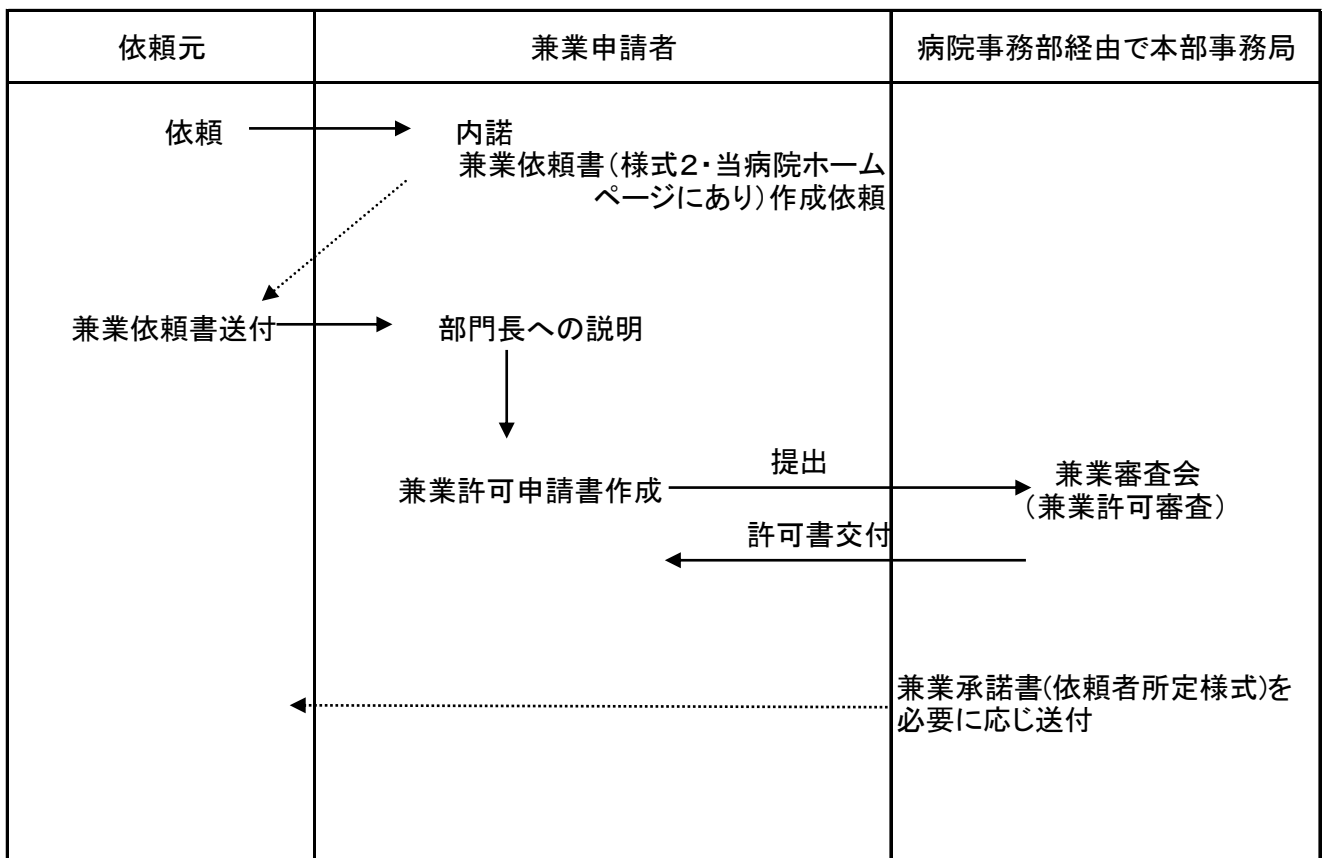 依頼元
兼業申請者
病院事務部経由で本部事務局
依頼
内諾
兼業依頼書(様式2・当病院ホーム
ページにあり)作成依頼
兼業依頼書送付
部門長への説明
提出
兼業許可申請書作成
兼業審査会
(兼業許可審査)
許可書交付
兼業承諾書(依頼者所定様式)を
必要に応じ送付